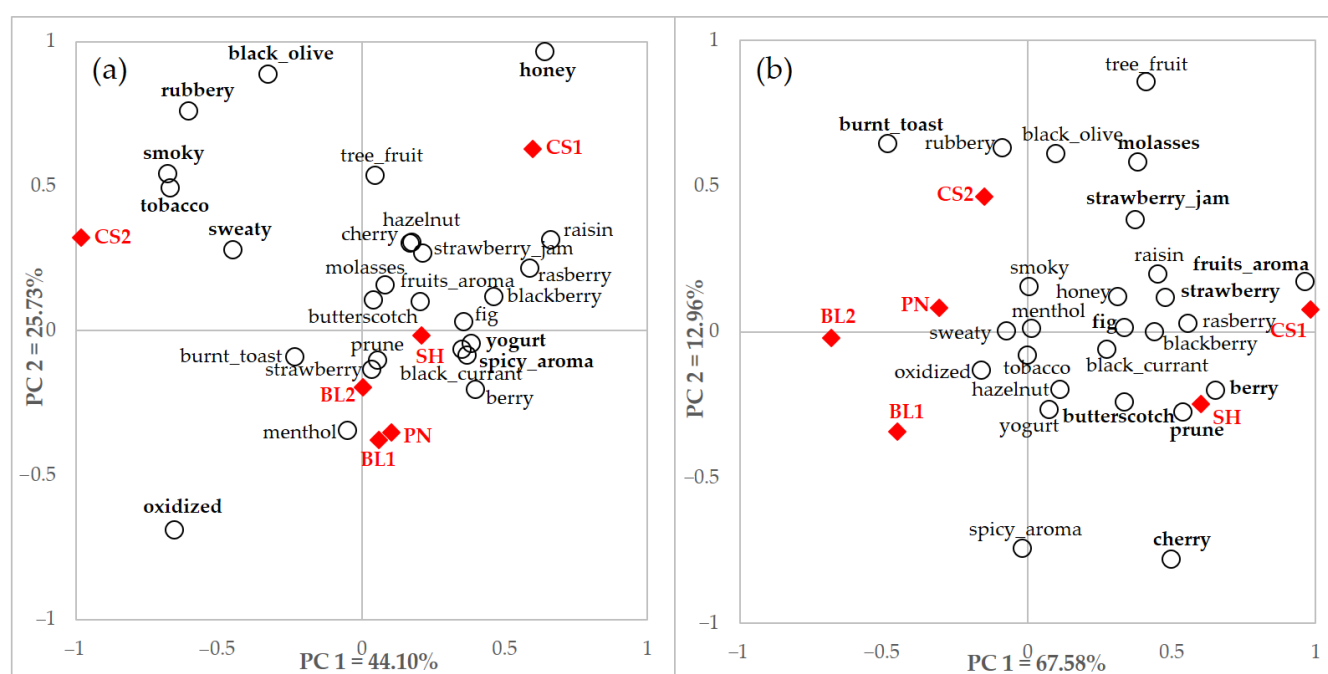 (a)
1
black_olive
honey
rubbery
CS1
smoky
tree_fruit
0.5
tobacco
CS2
sweaty
hazelnut
cherry
raisin
strawberry_jam
molasses
rasberry
fruits_aroma
blackberry
butterscotch
fig
0
SH
yogurt
burnt_toast
prune
spicy_aroma
strawberry
black_currant
BL2
berry
menthol
PN
BL1
−0.5
oxidized
−1
−1
−0.5
0
0.5
1
PC 1 = 44.10%
PC 2 = 25.73%
(b)
1
tree_fruit
burnt_toast
rubbery
black_olive
molasses
0.5
CS2
strawberry_jam
smoky
raisin
fruits_aroma
PN
honey
strawberry
BL2
menthol
0
sweaty
fig
rasberry
CS1
blackberry
oxidized
tobacco
black_currant
hazelnut
berry
BL1
butterscotch
SH
yogurt
prune
−0.5
spicy_aroma
cherry
−1
−1
−0.5
0
0.5
1
PC 1 = 67.58%
PC 2 = 12.96%